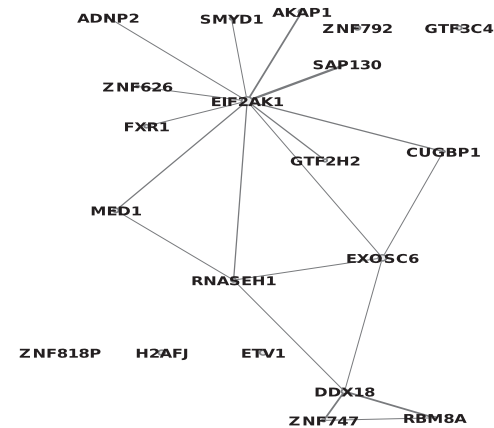 ADNP2
SMYD1
AKAP1
ZNF792
GTF3C4
SAP130
ZNF626
EIF2AK1
FXR1
GTF2H2
CUGBP1
MED1
EXOSC6
RNASEH1
ZNF818P
H2AFJ
ETV1
DDX18
ZNF747
RBM8A